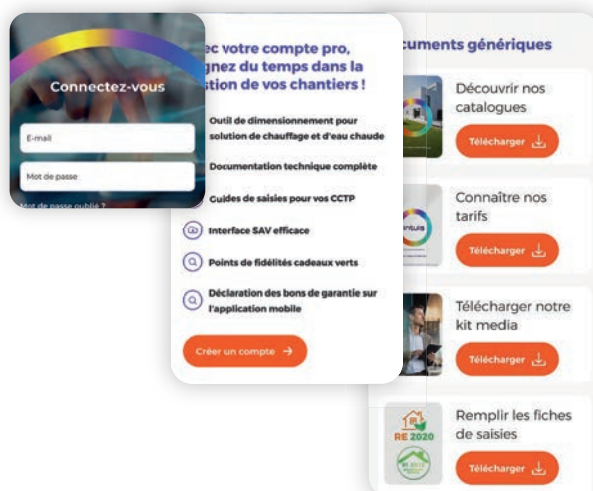 Connectez-vous
E-mail
Mot de passe
Mot de passe oublié ?
ec votre compte pro,
gnez du temps dans la
stion de vos chantiers !
Outil de dimensionnement pour
solution de chauffage et d'eau chaude
Documentation technique complète
Guides de saisies pour vos CCTP
Interface SAV efficace
Points de fidélités cadeaux verts
Déclaration des bons de garantie sur
l'application mobile
Créer un compte →
cuments génériques
Découvrir nos
catalogues
Télécharger
Connaître nos
tarifs
Télécharger
intuis
Télécharger notre
kit media
Télécharger
Remplir les fiches
de saisies
Télécharger
RE 2020